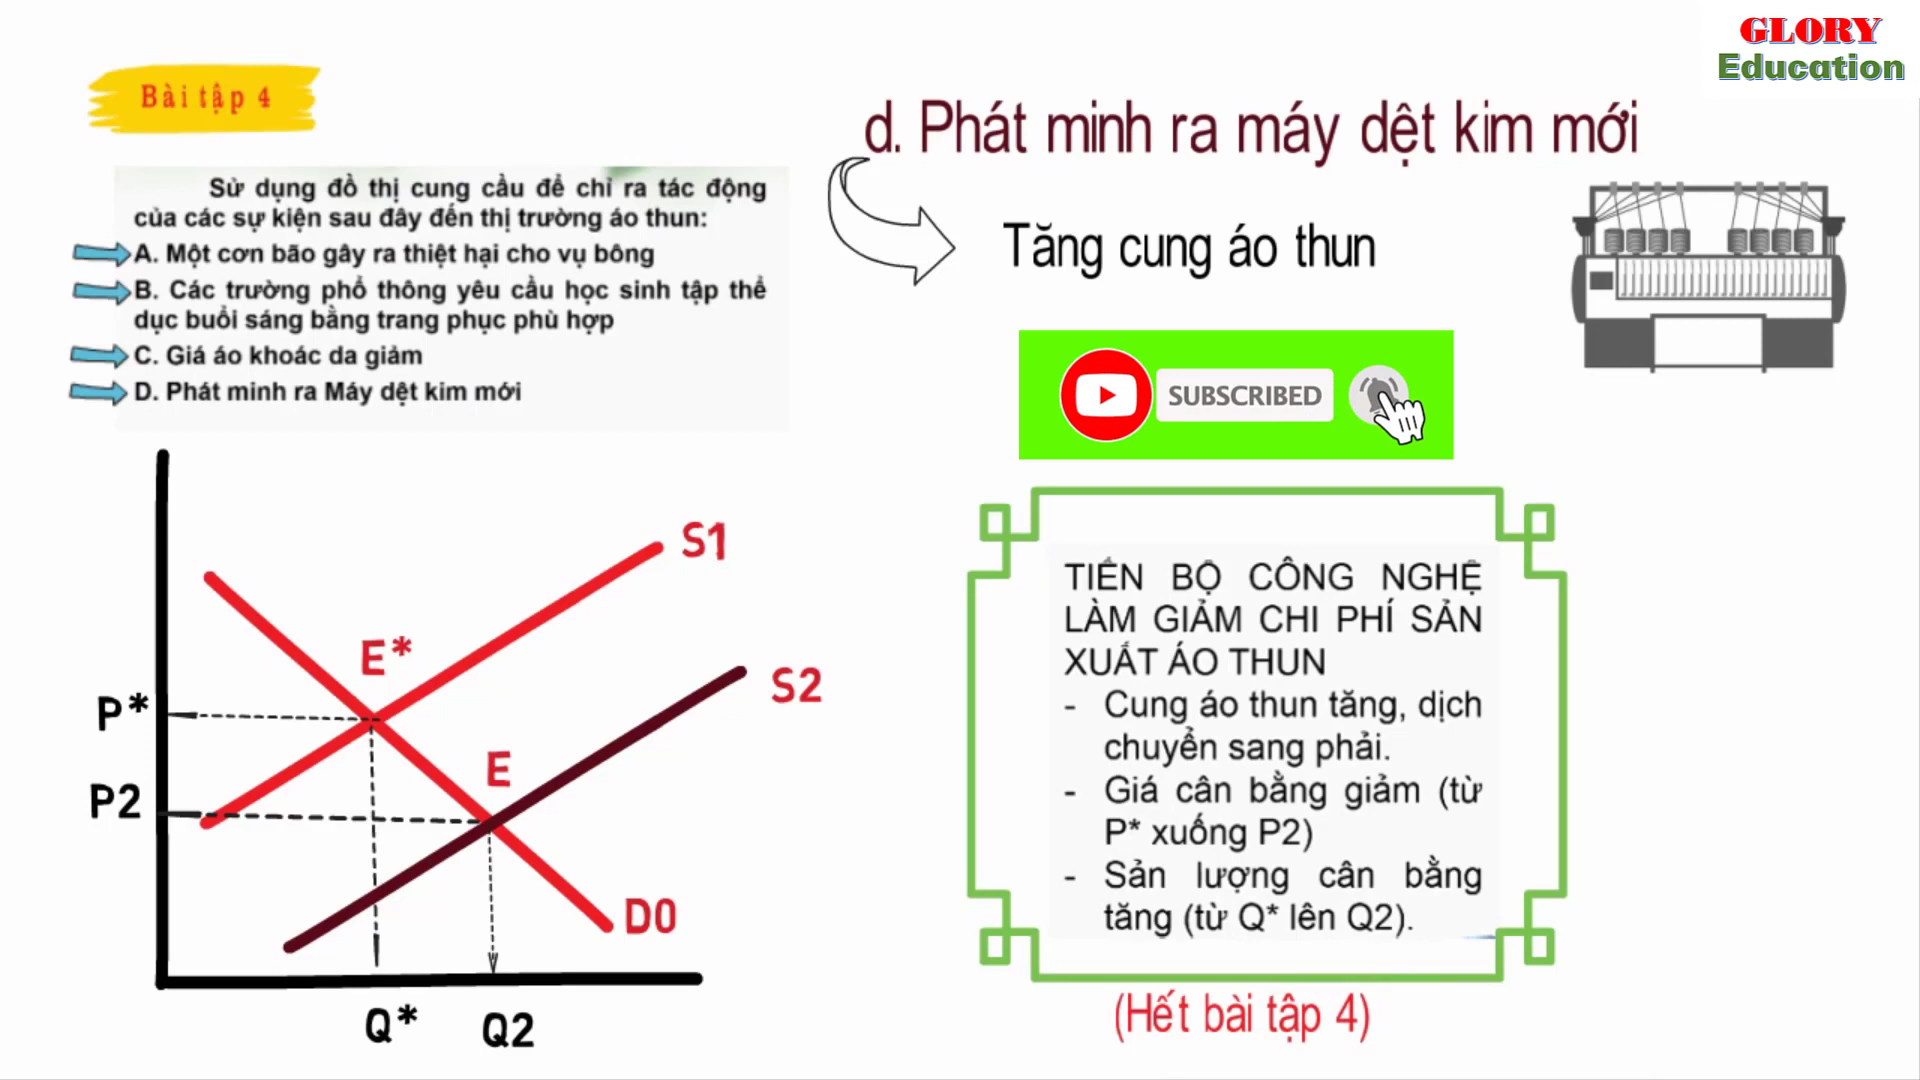 GLORY
Education
Bài tập 4
d. Phát minh ra máy dệt kim mới
Sử dụng đồ thị cung cầu để chỉ ra tác động
của các sự kiện sau đây đến thị trường áo thun:
A. Một cơn bão gây ra thiệt hại cho vụ bông
B. Các trường phổ thông yêu cầu học sinh tập thể
dục buổi sáng bằng trang phục phù hợp
C. Giá áo khoác da giảm
D. Phát minh ra Máy dệt kim mới
Tăng cung áo thun
SUBSCRIBED
S1
E*
S2
P*
E
P2
D0
Q*
Q2
TIẾN BỘ CÔNG NGHỆ
LÀM GIẢM CHI PHÍ SẢN
XUẤT ÁO THUN
- Cung áo thun tăng, dịch
chuyển sang phải.
- Giá cân bằng giảm (từ
P* xuống P2)
- Sản lượng cân bằng
tăng (từ Q* lên Q2).
(Hết bài tập 4)